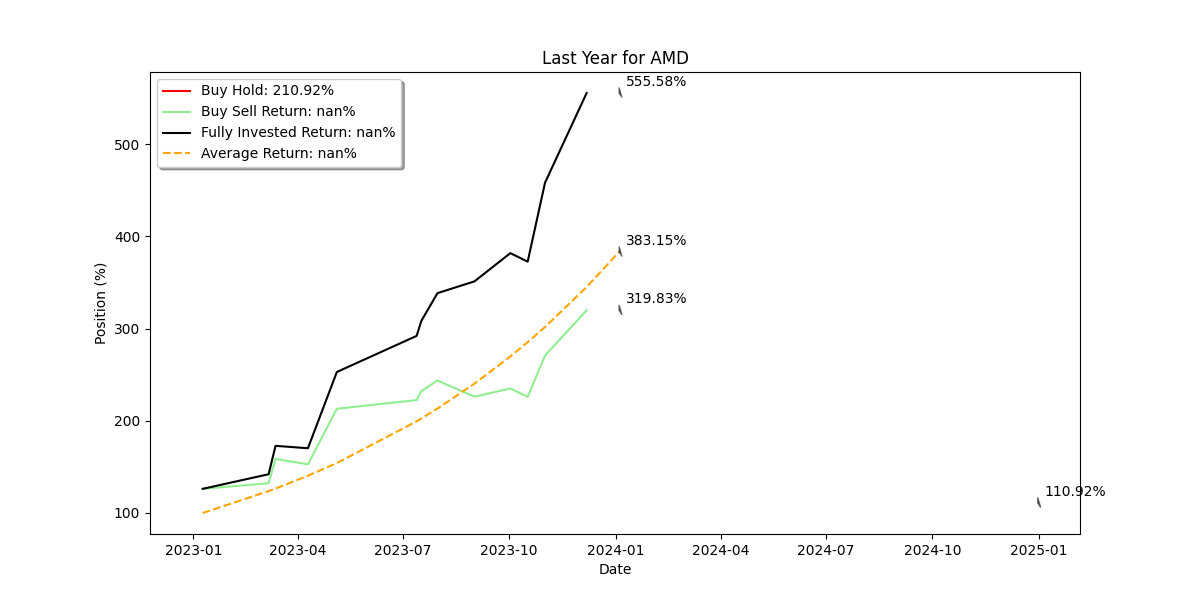 Last Year for AMD
555.58%
Buy Hold: 210.92%
Buy Sell Return: nan%
Fully Invested Return: nan%
Average Return: nan%
500
400
383.15%
Position (%)
300
319.83%
200
110.92%
100
2023-01 2023-04 2023-07 2023-10 2024-01 2024-04 2024-07 2024-10 2025-01
Date